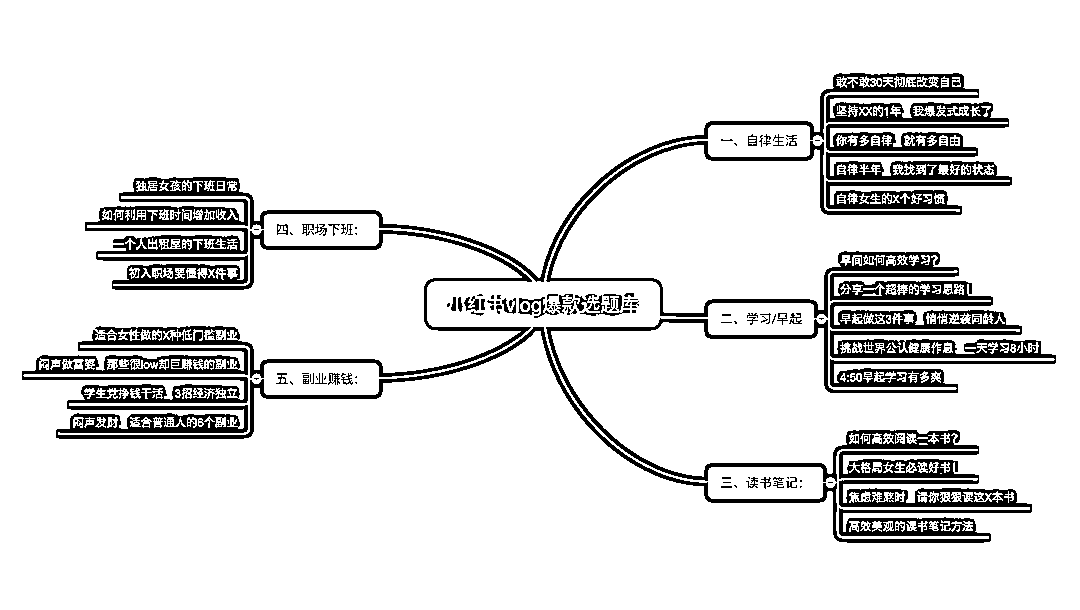 小红书vlog爆款选题库
一、自律生活
敢不敢30天彻底改变自己
坚持XX的1年，我爆发式成长了
你有多自律，就有多自由
自律半年，我找到了最好的状态
自律女生的X个好习惯
二、学习/早起
早间如何高效学习？
分享一个超棒的学习思路！
早起做这3件事，悄悄逆袭同龄人
挑战世界公认健康作息，一天学习8小时
4:50早起学习有多爽
三、读书笔记：
如何高效阅读一本书？
大格局女生必读好书！
焦虑难熬时，请你狠狠读这X本书
高效美观的读书笔记方法
四、职场下班：
独居女孩的下班日常
如何利用下班时间增加收入
一个人出租屋的下班生活
初入职场要懂得X件事
五、副业赚钱：
适合女性做的X种低门槛副业
闷声做富婆，那些很low却巨赚钱的副业
学生党挣钱干活，3招经济独立
闷声发财，适合普通人的6个副业